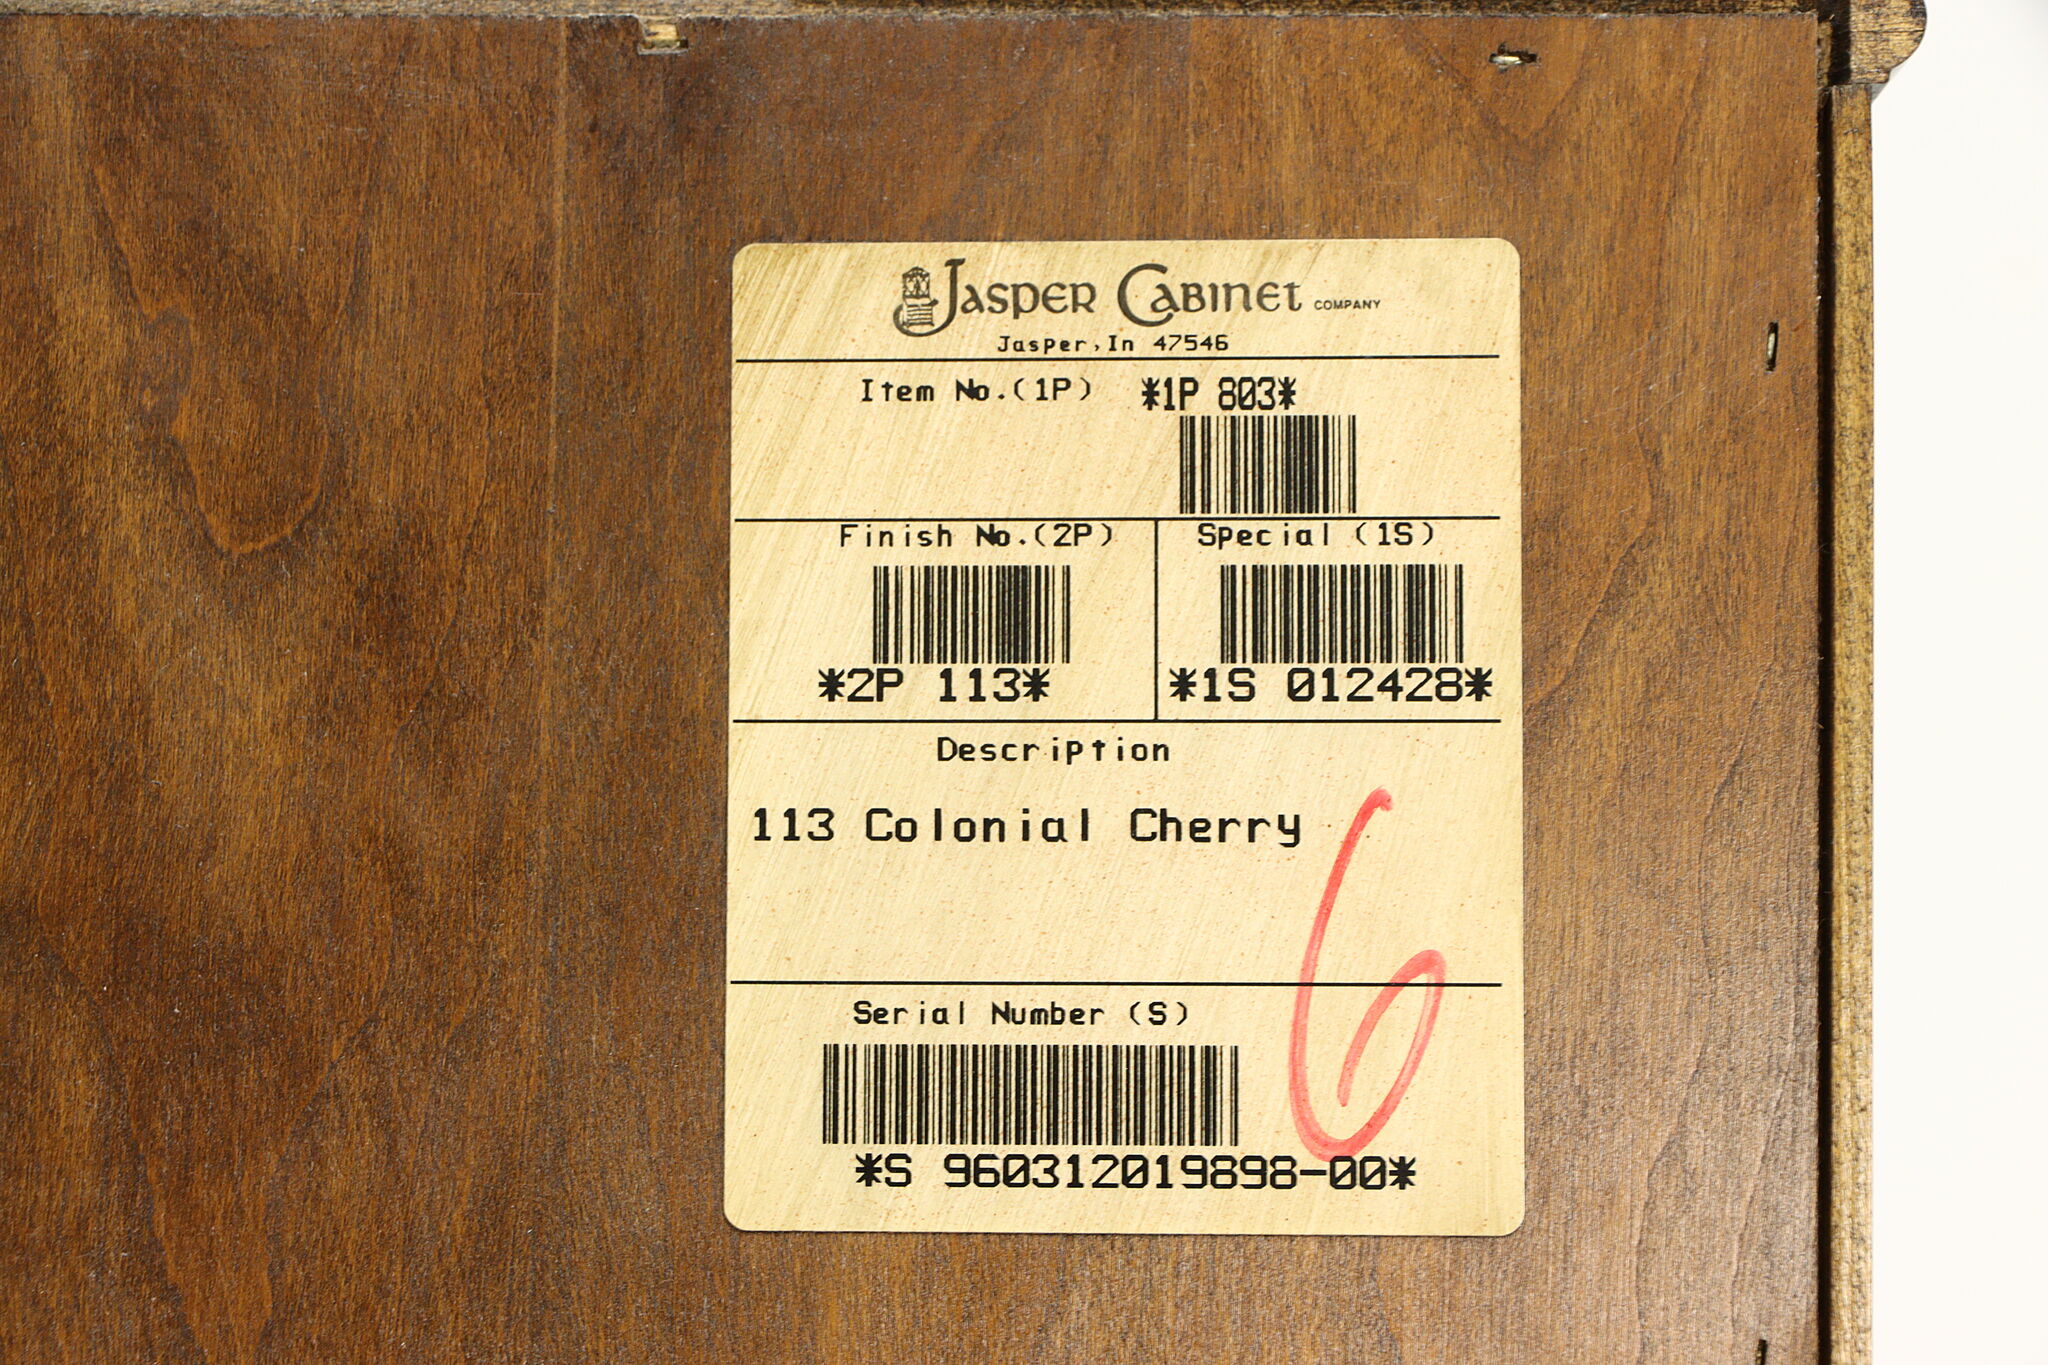 Jasper Cabinet COMPANY
Jasper, In 47546
Item No.(1P) *1P 803*
Finish No.(2P) Special (1S)
*2P 113* *1S 012428*
Description
113 Colonial Cherry
6
Serial Number (S)
*S 960312019898-00*